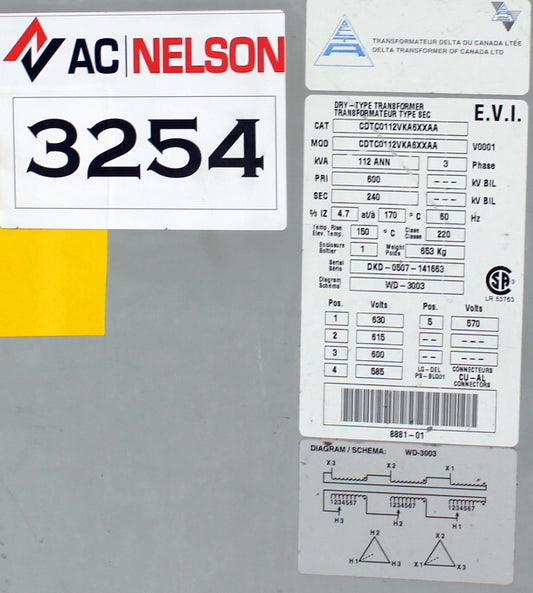 AC|NELSON
3254
TRANSFORMATEUR DELTA DU CANADA LTÉE
DELTA TRANSFORMER OF CANADA LTD
DRY-TYPE TRANSFORMER
TRANSFORMATEUR TYPE SEC
E.V.I.
CAT CDTC0112VKA6XXAA
MOD CDTC0112VKA6XXAA V0001
kVA 112 ANN 3 Phase
PRI 600 --- kV BIL
SEC 240 --- kV BIL
% IZ 4.7 at/à 170 °C 60 Hz
Temp. Rise
Elev. Temp. 150 °C Class
Classe 220
Enclosure
Boîtier 1 Weight
Poids 653 Kg
Serial
Série DKD-0507-141663
Diagram
Schéma WD-3003
LR 53763
Pos. Volts Pos. Volts
1 630 5 570
2 615 -- ---
3 600 -- ---
4 585 LG-DEL
PS-BLG01 CONNECTEURS
CU-AL
CONNECTORS
8881-01
DIAGRAM / SCHEMA: WD-3003
X3 X2 X1
1234567 1234567 1234567
H3 H2 H1
H2 X2
H1 H3 X1 X3